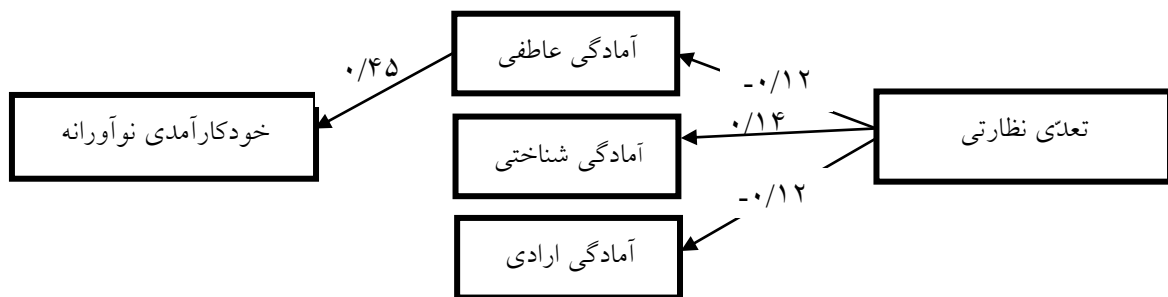 تعدّی نظارتی
-۰/۱۲
۰/۱۴
-۰/۱۲
آمادگی عاطفی
آمادگی شناختی
آمادگی ارادی
۰/۴۵
خودکارآمدی نوآورانه